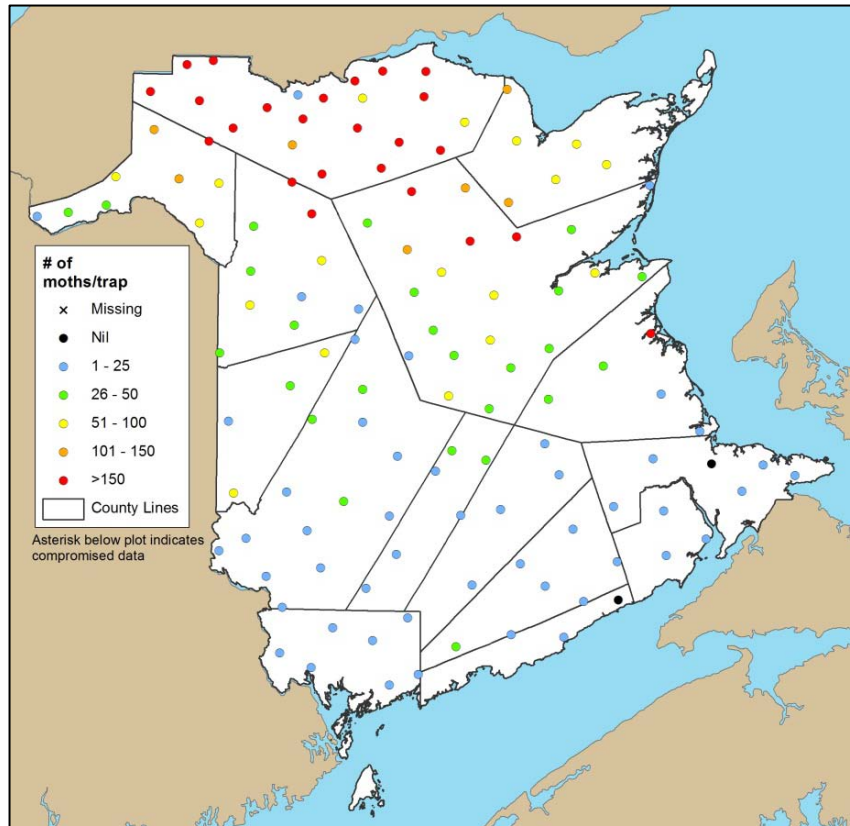 # of
moths/trap
Missing
Nil
1 - 25
26 - 50
51 - 100
101 - 150
>150
County Lines
Asterisk below plot indicates
compromised data